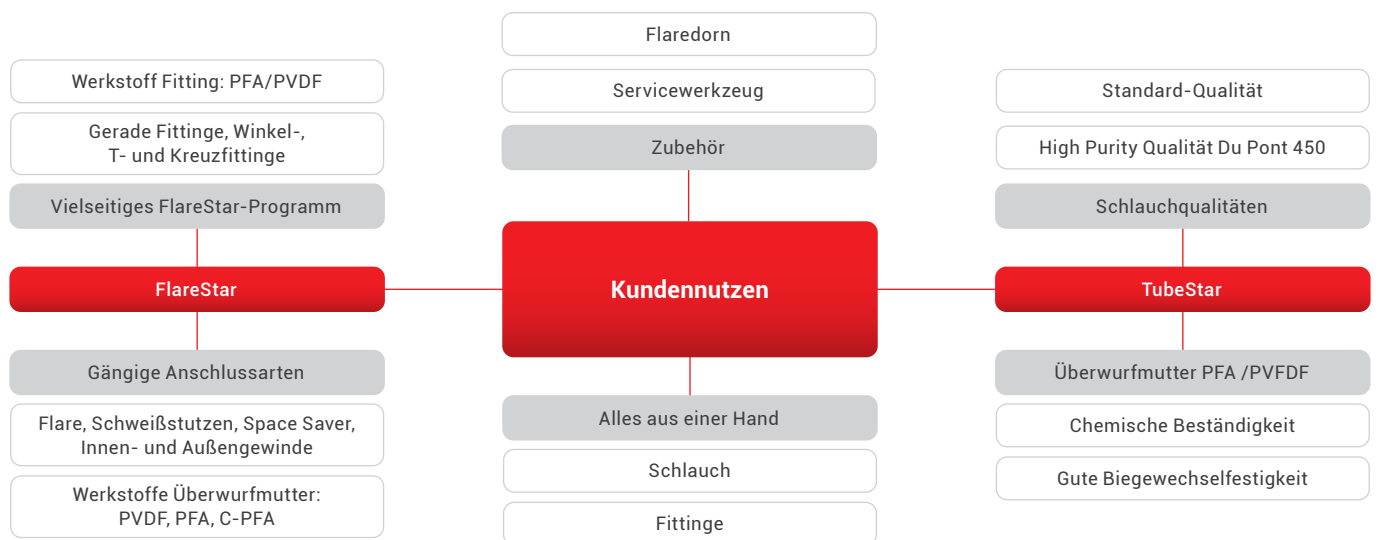 Werkstoff Fitting: PFA/PVDF
Gerade Fittinge, Winkel-,
T- und Kreuzfittinge
Vielseitiges FlareStar-Programm
FlareStar
Gängige Anschlussarten
Flare, Schweißstutzen, Space Saver,
Innen- und Außengewinde
Werkstoffe Überwurfmutter:
PVDF, PFA, C-PFA
Flaredorn
Servicewerkzeug
Zubehör
Kundennutzen
Alles aus einer Hand
Schlauch
Fittinge
Standard-Qualität
High Purity Qualität Du Pont 450
Schlauchqualitäten
TubeStar
Überwurfmutter PFA /PVFDF
Chemische Beständigkeit
Gute Biegewechselfestigkeit